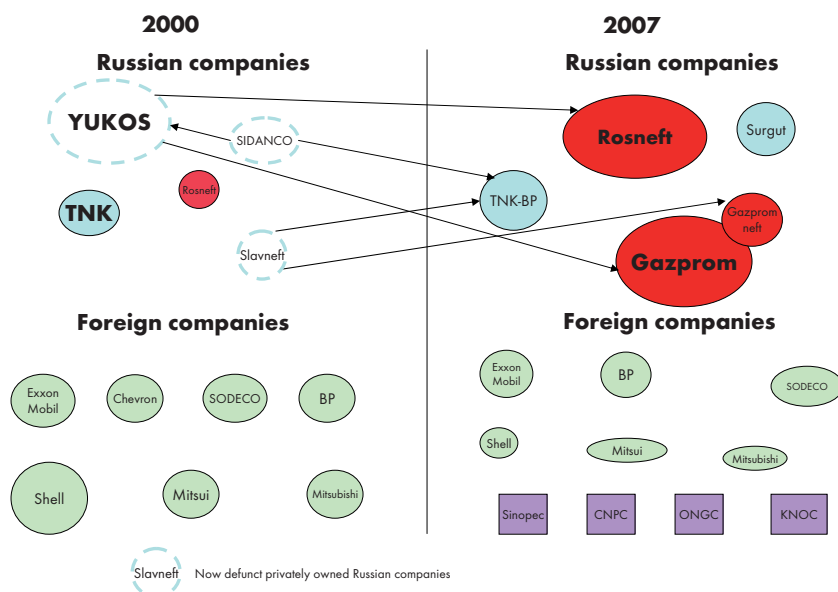 2000
Russian companies
YUKOS
SIDANCO
Rosneft
TNK
Slavneft
Foreign companies
Exxon
Mobil
Chevron
SODECO
BP
Shell
Mitsui
Mitsubishi
2007
Russian companies
Rosneft
Surgut
TNK-BP
Gazprom
neft
Gazprom
Foreign companies
Exxon
Mobil
BP
SODECO
Shell
Mitsui
Mitsubishi
Sinopec
CNPC
ONGC
KNOC
Slavneft
Now defunct privately owned Russian companies